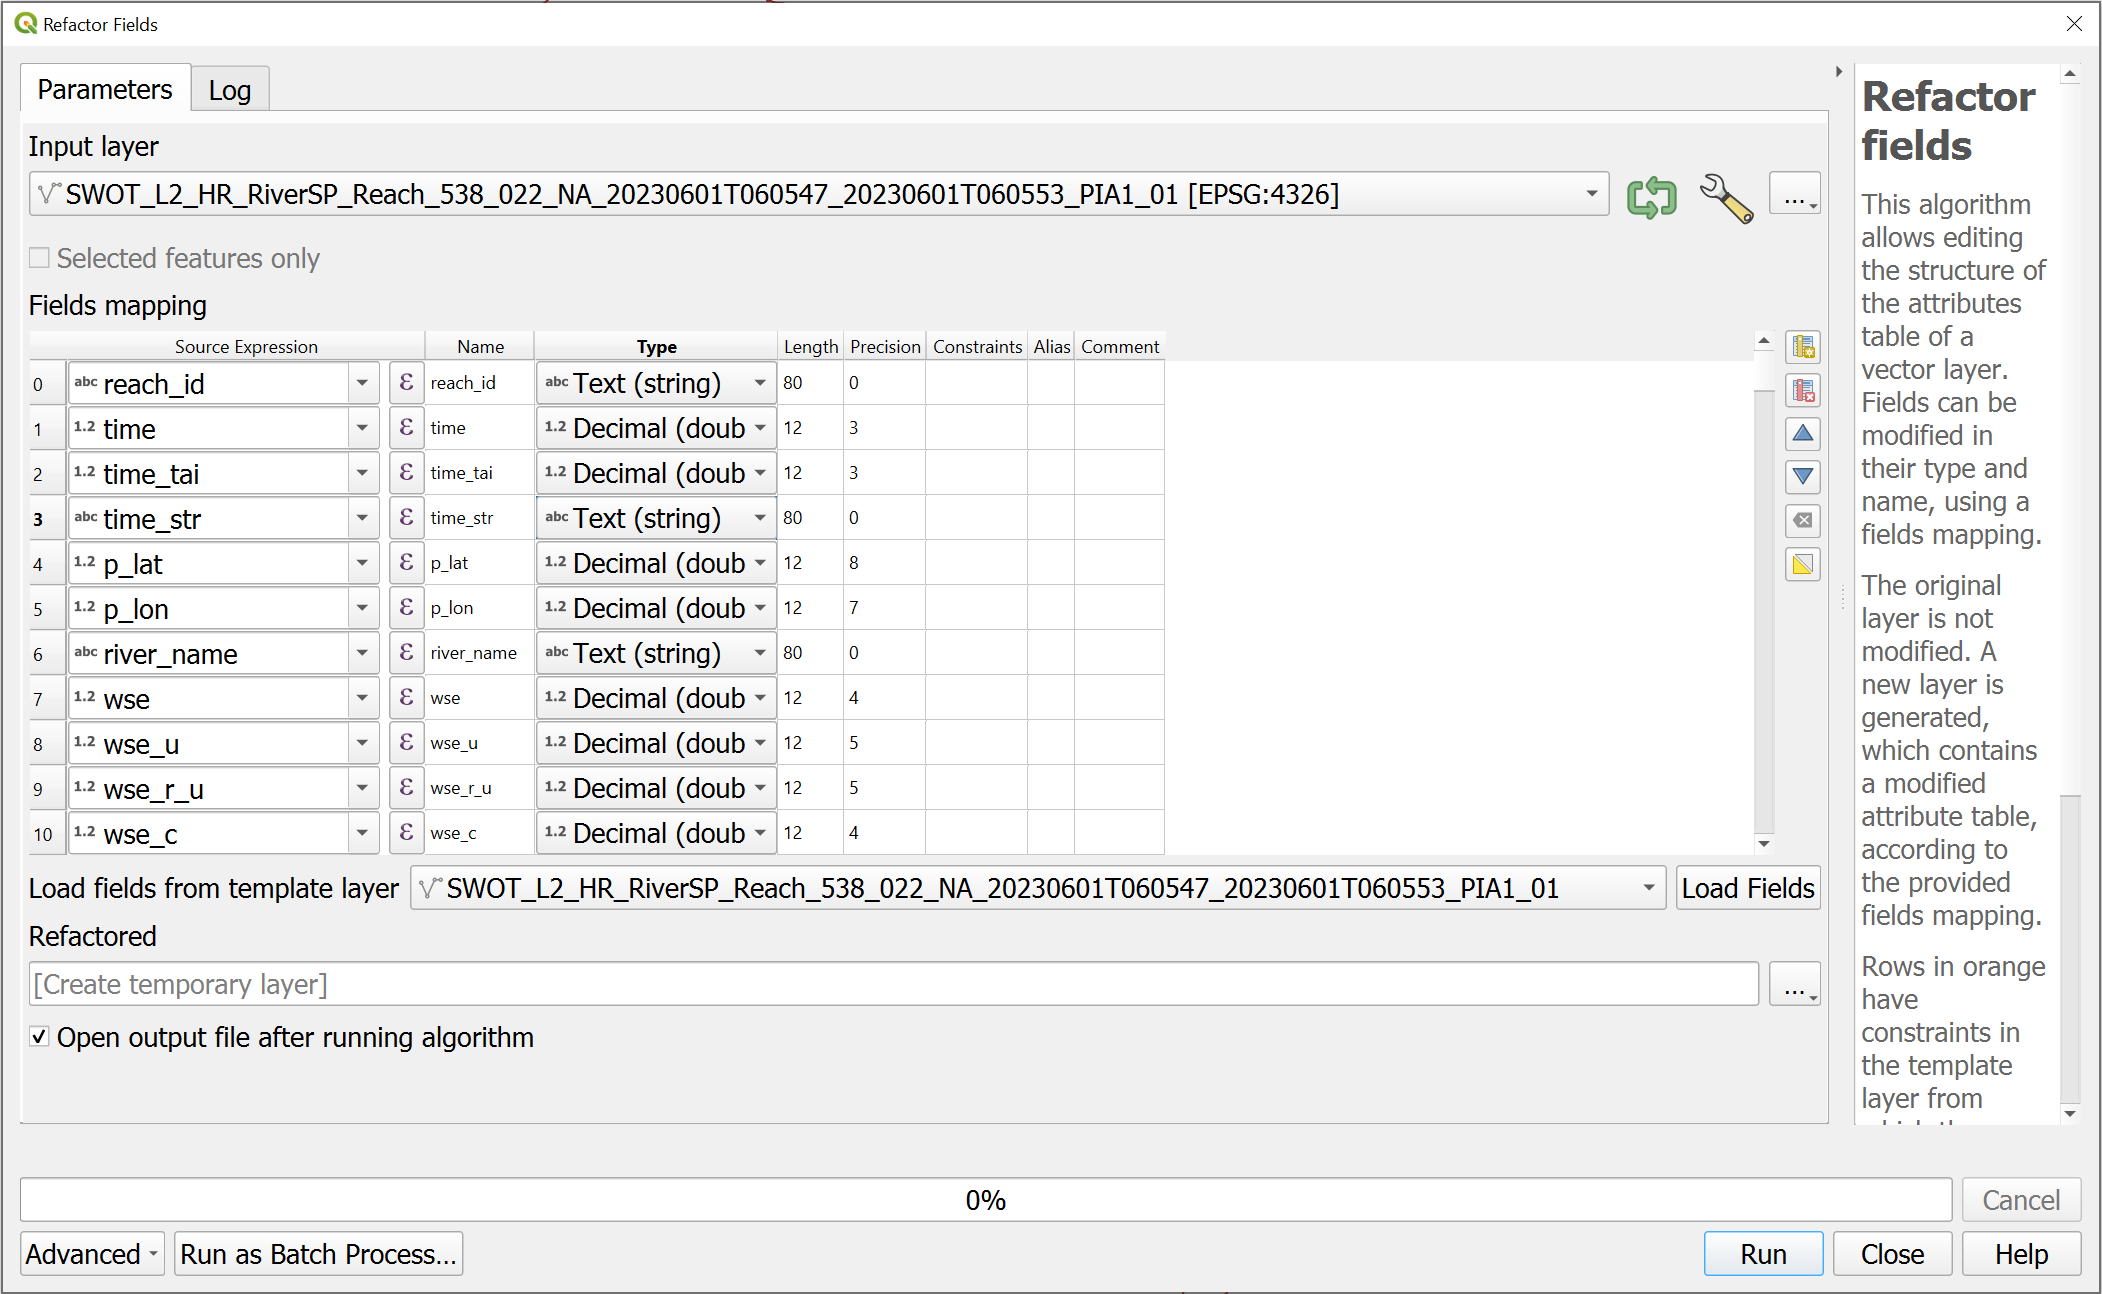 Refactor Fields
Parameters
Log
Input layer
SWOT_L2_HR_RiverSP_Reach_538_022_NA_20230601T060547_20230601T060553_PIA1_01 [EPSG:4326]
...
Selected features only
Fields mapping
Source Expression Name Type Length Precision Constraints Alias Comment
0 abc reach_id ε reach_id abc Text (string) 80 0
1 1.2 time ε time 1.2 Decimal (doub 12 3
2 1.2 time_tai ε time_tai 1.2 Decimal (doub 12 3
3 abc time_str ε time_str abc Text (string) 80 0
4 1.2 p_lat ε p_lat 1.2 Decimal (doub 12 8
5 1.2 p_lon ε p_lon 1.2 Decimal (doub 12 7
6 abc river_name ε river_name abc Text (string) 80 0
7 1.2 wse ε wse 1.2 Decimal (doub 12 4
8 1.2 wse_u ε wse_u 1.2 Decimal (doub 12 5
9 1.2 wse_r_u ε wse_r_u 1.2 Decimal (doub 12 5
10 1.2 wse_c ε wse_c 1.2 Decimal (doub 12 4
Load fields from template layer SWOT_L2_HR_RiverSP_Reach_538_022_NA_20230601T060547_20230601T060553_PIA1_01 Load Fields
Refactored
[Create temporary layer]
...
Open output file after running algorithm
Refactor
fields
This algorithm
allows editing
the structure of
the attributes
table of a
vector layer.
Fields can be
modified in
their type and
name, using a
fields mapping.
The original
layer is not
modified. A
new layer is
generated,
which contains
a modified
attribute table,
according to
the provided
fields mapping.
Rows in orange
have
constraints in
the template
layer from
0%
Cancel
Advanced
Run as Batch Process...
Run
Close
Help